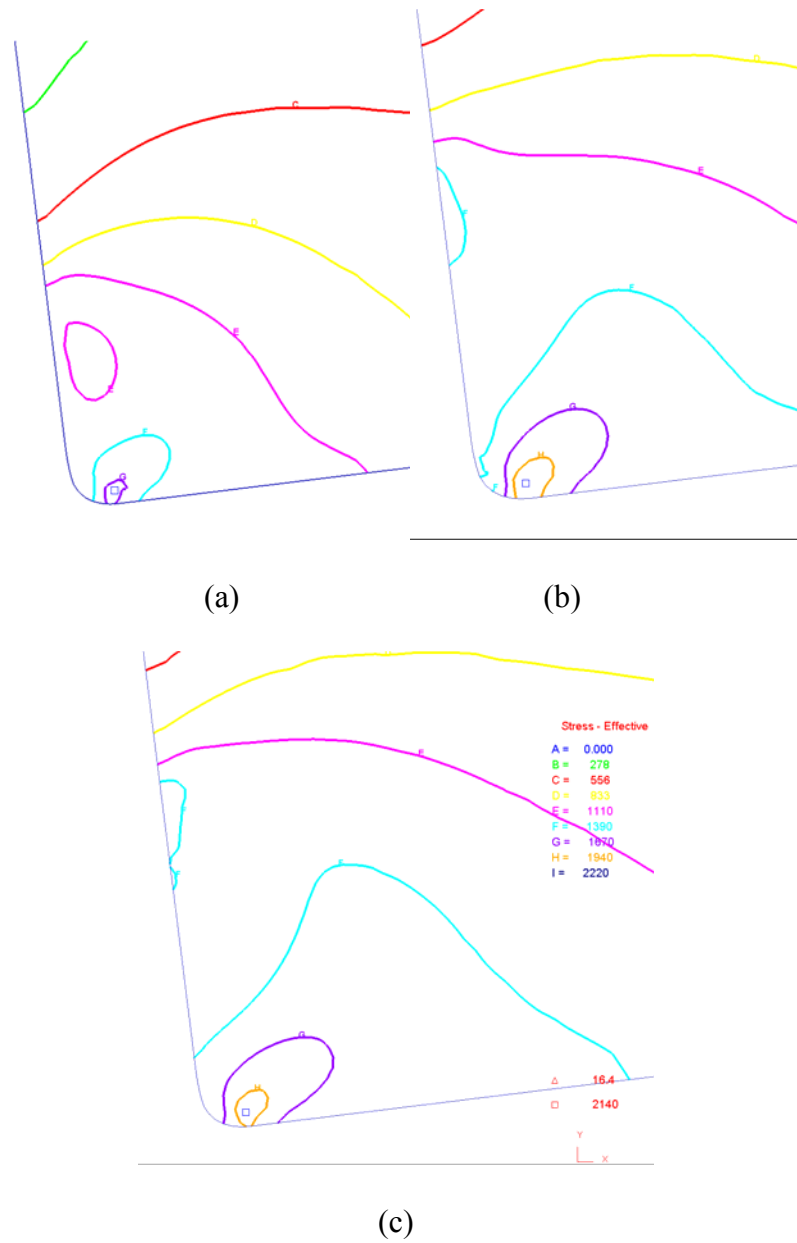 C
D
E
E
F
G
D
E
F
F
F
G
H
(a)
(b)
E
F
F
F
G
H
Stress - Effective
A = 0.000
B = 278
C = 556
D = 833
E = 1110
F = 1390
G = 1670
H = 1940
I = 2220
△ 16.4
□ 2140
Y
X
(c)